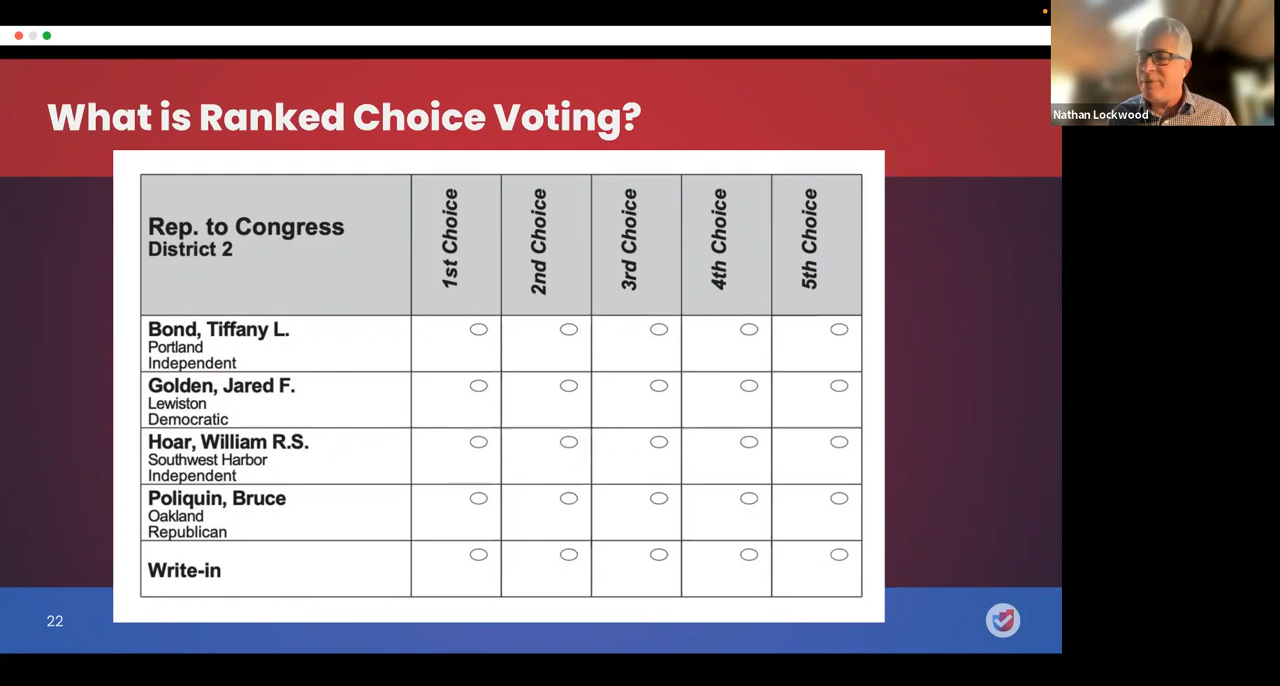 What is Ranked Choice Voting?
Nathan Lockwood
Rep. to Congress
District 2
1st Choice
2nd Choice
3rd Choice
4th Choice
5th Choice
Bond, Tiffany L.
Portland
Independent
Golden, Jared F.
Lewiston
Democratic
Hoar, William R.S.
Southwest Harbor
Independent
Poliquin, Bruce
Oakland
Republican
Write-in
22